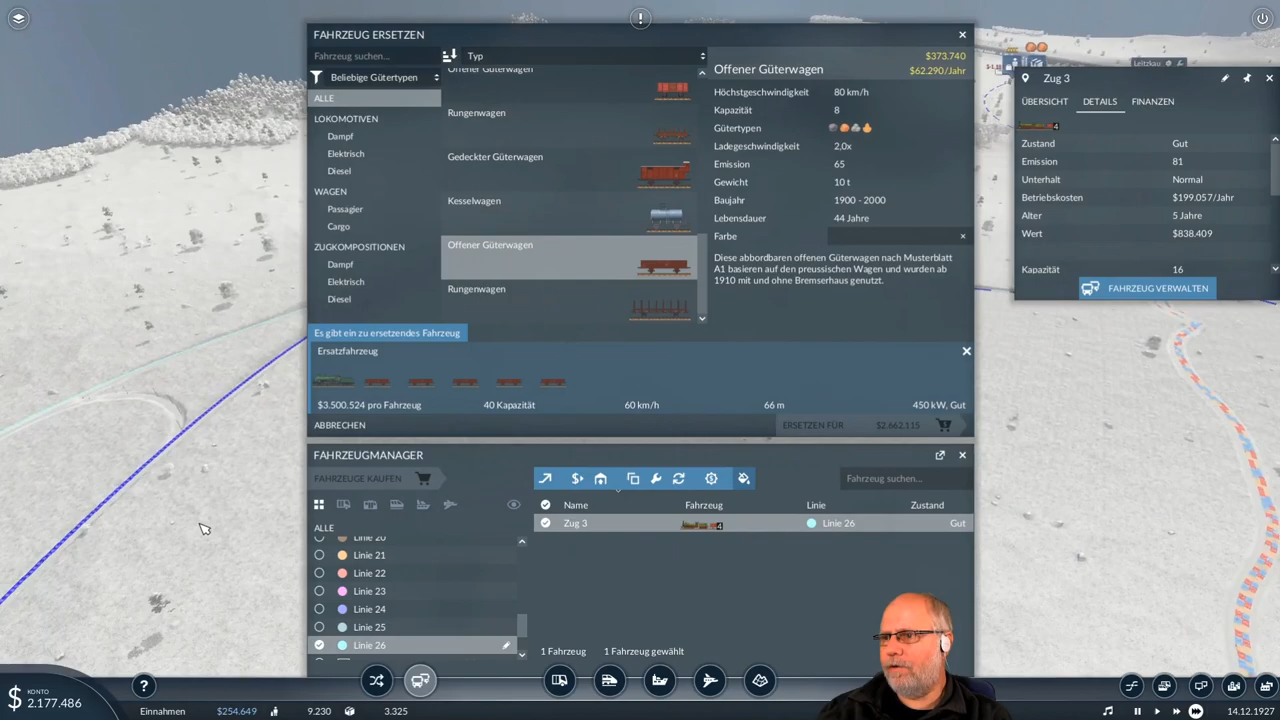 FAHRZEUG ERSETZEN
Fahrzeug suchen...
Typ
$373.740
Beliebige Gütertypen
Offener Güterwagen
Offener Güterwagen
$62.290/Jahr
ALLE
LOKOMOTIVEN
Dampf
Elektrisch
Diesel
WAGEN
Passagier
Cargo
ZUGKOMPOSITIONEN
Dampf
Elektrisch
Diesel
Rungenwagen
Gedeckter Güterwagen
Kesselwagen
Offener Güterwagen
Rungenwagen
Höchstgeschwindigkeit 80 km/h
Kapazität 8
Gütertypen
Ladegeschwindigkeit 2,0x
Emission 65
Gewicht 10 t
Baujahr 1900 - 2000
Lebensdauer 44 Jahre
Farbe
Diese abbordbaren offenen Güterwagen nach Musterblatt
A1 basieren auf den preussischen Wagen und wurden ab
1910 mit und ohne Bremserhaus genutzt.
Es gibt ein zu ersetzendes Fahrzeug
Ersatzfahrzeug
$3.500.524 pro Fahrzeug 40 Kapazität 60 km/h 66 m 450 kW, Gut
ABBRECHEN
ERSETZEN FÜR $2.662.115
Leitzkau
Zug 3
ÜBERSICHT DETAILS FINANZEN
4
Zustand Gut
Emission 81
Unterhalt Normal
Betriebskosten $199.057/Jahr
Alter 5 Jahre
Wert $838.409
Kapazität 16
FAHRZEUG VERWALTEN
FAHRZEUGMANAGER
FAHRZEUGE KAUFEN
Fahrzeug suchen...
Name Fahrzeug Linie Zustand
Zug 3 4 Linie 26 Gut
ALLE
Linie 20
Linie 21
Linie 22
Linie 23
Linie 24
Linie 25
Linie 26
1 Fahrzeug 1 Fahrzeug gewählt
$ KONTO
2.177.486
?
Einnahmen $254.649 9.230 3.325
14.12.1927